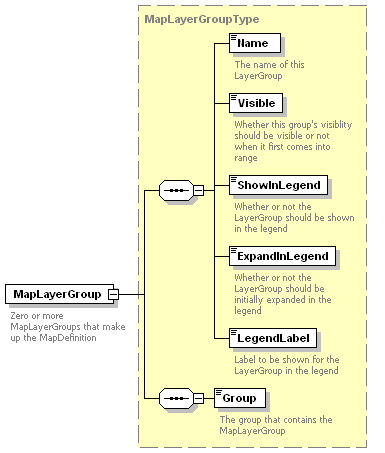 MapLayerGroupType
Name
The name of this
LayerGroup
Visible
Whether this group's visiblity
should be visible or not
when it first comes into
range
ShowInLegend
Whether or not the
LayerGroup should be shown
in the legend
ExpandInLegend
Whether or not the
LayerGroup should be
initially expanded in the
legend
MapLayerGroup
Zero or more
MapLayerGroups that make
up the MapDefinition
LegendLabel
Label to be shown for the
LayerGroup in the legend
Group
The group that contains the
MapLayerGroup